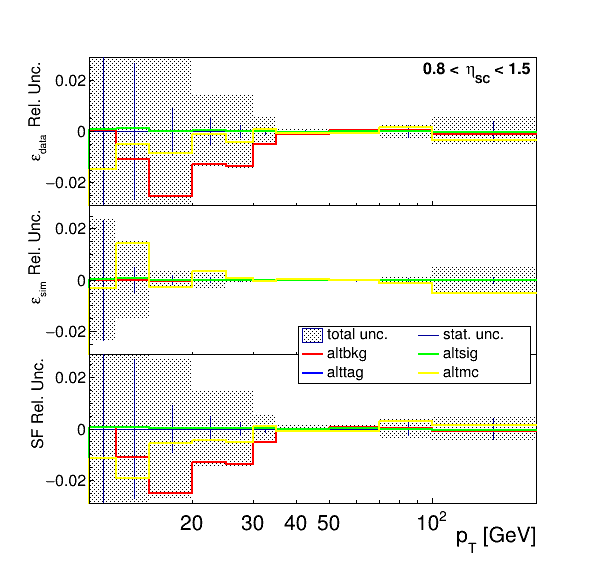 0.8 < η_SC < 1.5
ε_data Rel. Unc.
0.02
0
−0.02
ε_sim Rel. Unc.
0.02
0
−0.02
total unc. stat. unc.
altbkg altsig
alttag altmc
SF Rel. Unc.
0.02
0
−0.02
20 30 40 50 10²
p_T [GeV]